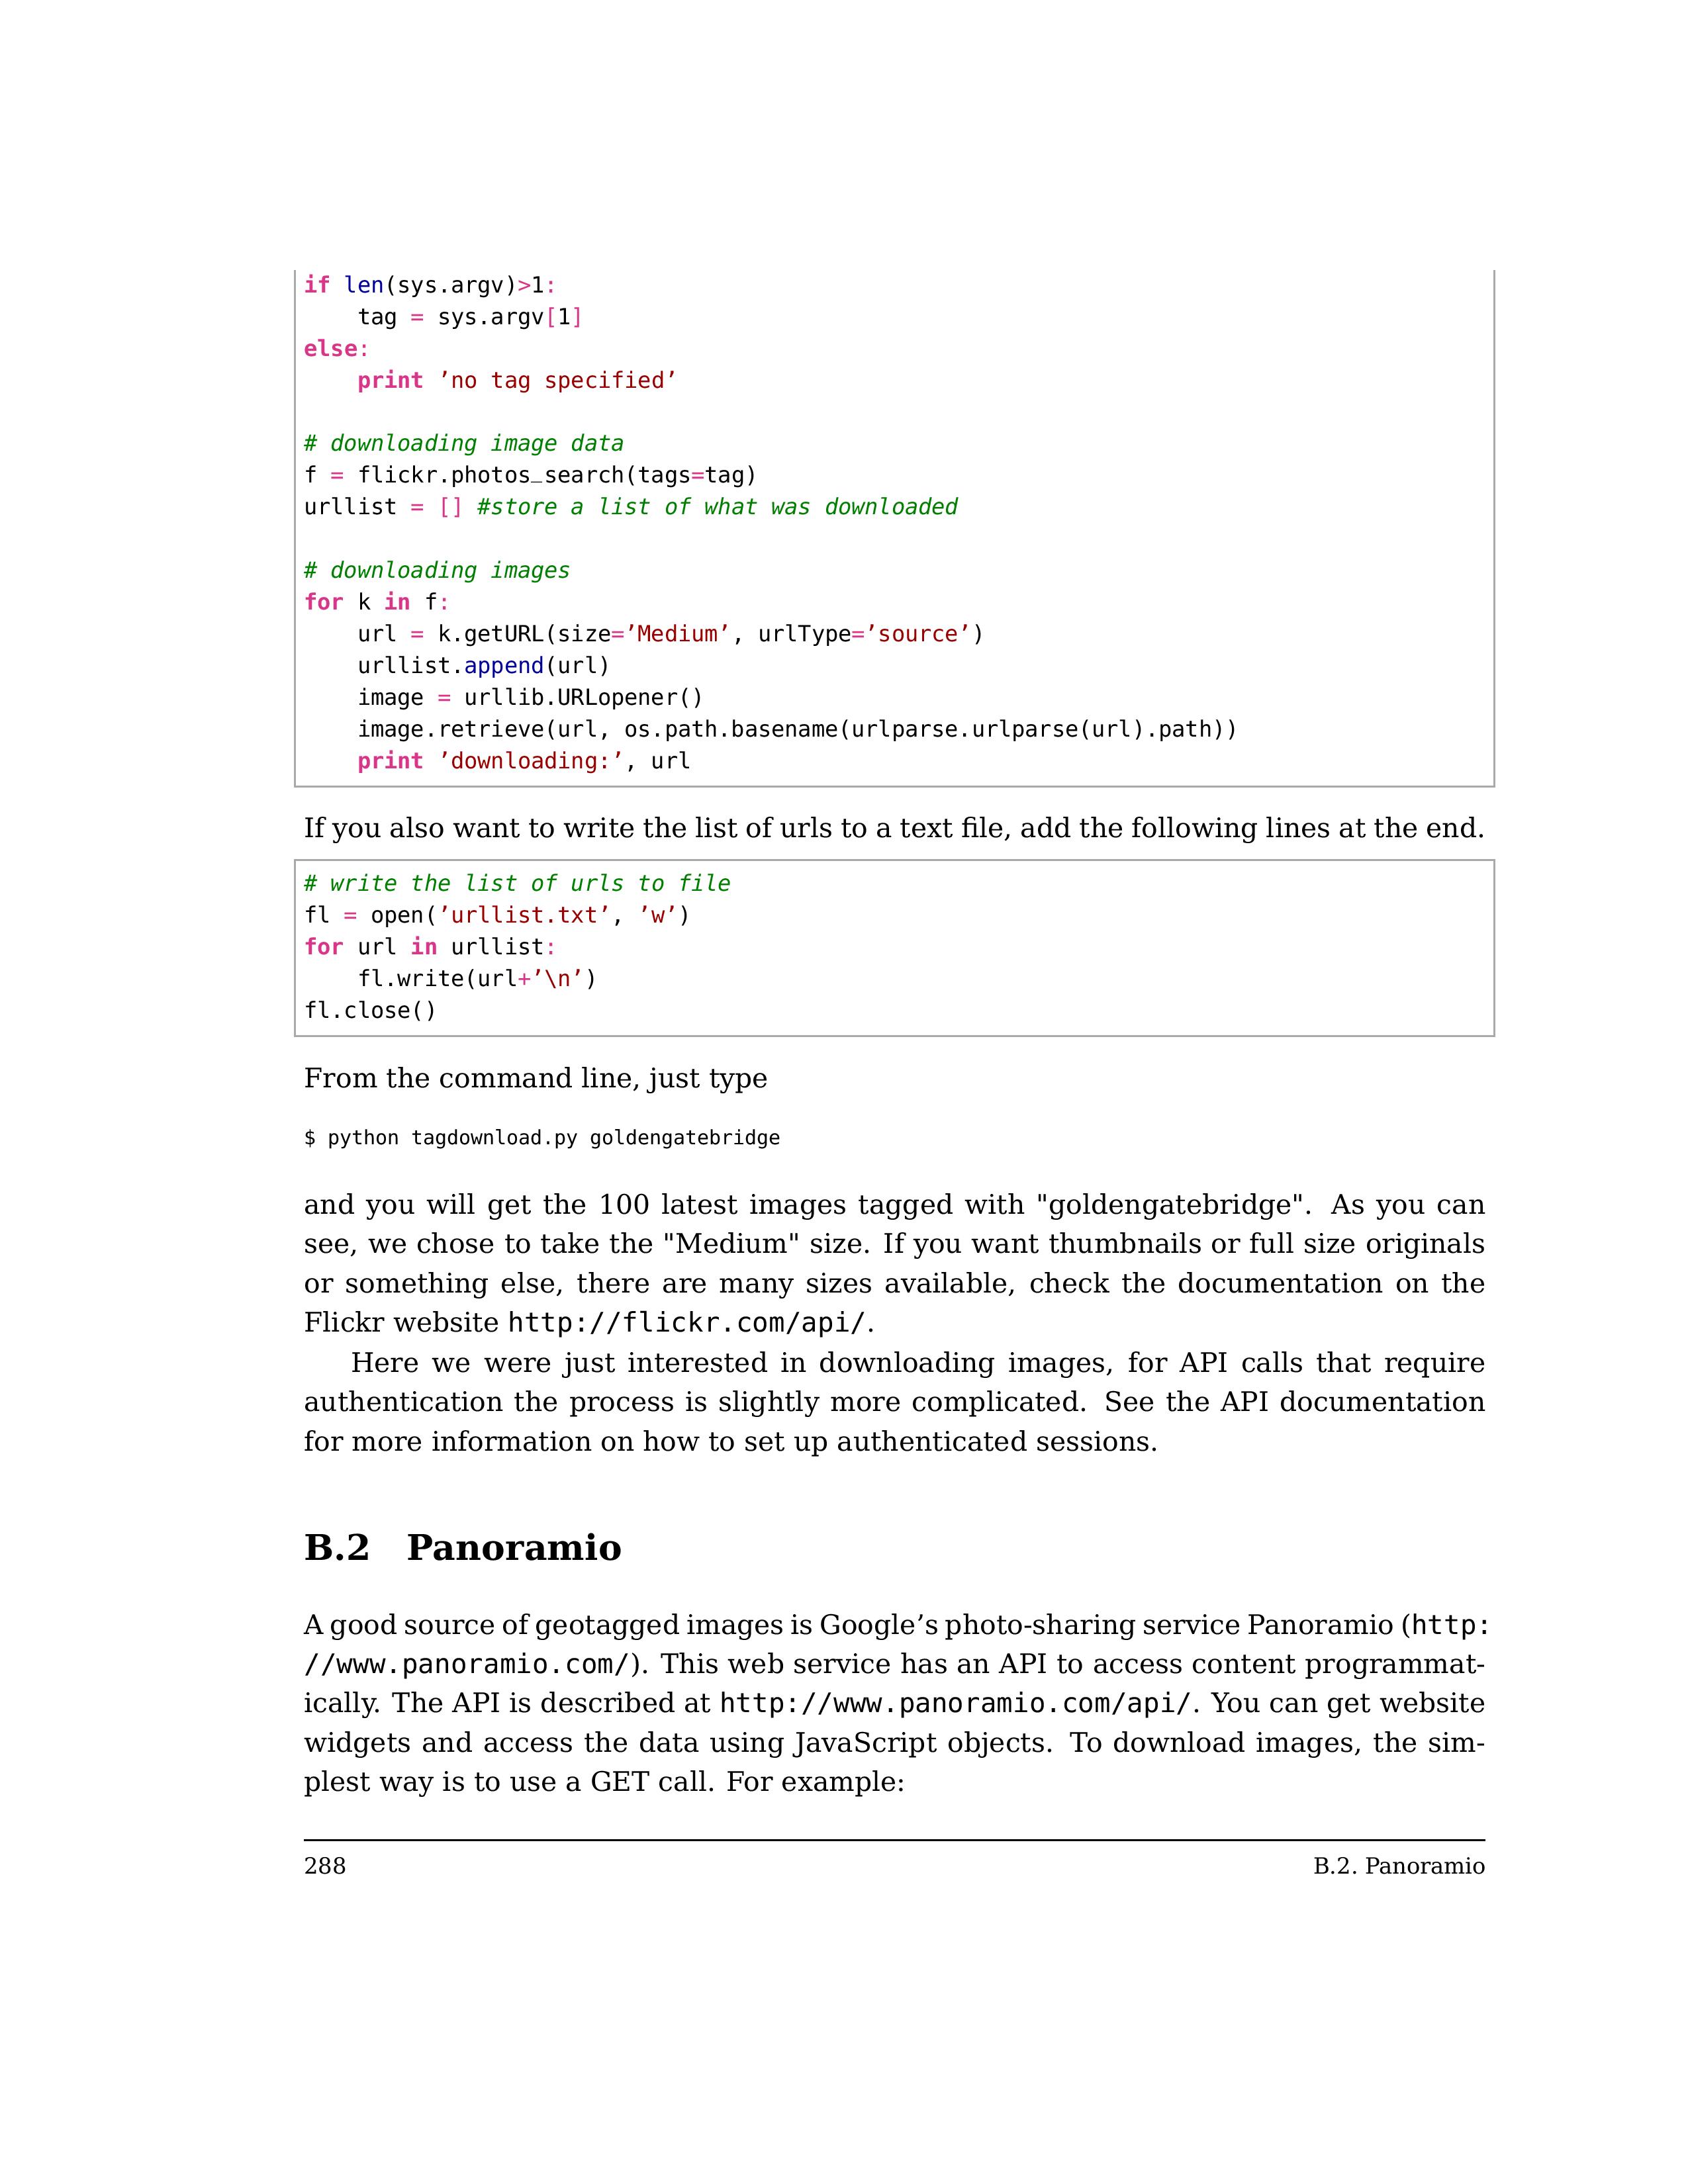 if len(sys.argv)>1:
    tag = sys.argv[1]
else:
    print ’no tag specified’

# downloading image data
f = flickr.photos_search(tags=tag)
urllist = [] #store a list of what was downloaded

# downloading images
for k in f:
    url = k.getURL(size=’Medium’, urlType=’source’)
    urllist.append(url)
    image = urllib.URLopener()
    image.retrieve(url, os.path.basename(urlparse.urlparse(url).path))
    print ’downloading:’, url
If you also want to write the list of urls to a text file, add the following lines at the end.
# write the list of urls to file
fl = open(’urllist.txt’, ’w’)
for url in urllist:
    fl.write(url+’\n’)
fl.close()
From the command line, just type
$ python tagdownload.py goldengatebridge
and you will get the 100 latest images tagged with "goldengatebridge". As you can
see, we chose to take the "Medium" size. If you want thumbnails or full size originals
or something else, there are many sizes available, check the documentation on the
Flickr website http://flickr.com/api/.
Here we were just interested in downloading images, for API calls that require
authentication the process is slightly more complicated. See the API documentation
for more information on how to set up authenticated sessions.
B.2 Panoramio
A good source of geotagged images is Google’s photo-sharing service Panoramio (http:
//www.panoramio.com/). This web service has an API to access content programmat-
ically. The API is described at http://www.panoramio.com/api/. You can get website
widgets and access the data using JavaScript objects. To download images, the sim-
plest way is to use a GET call. For example:
288 B.2. Panoramio